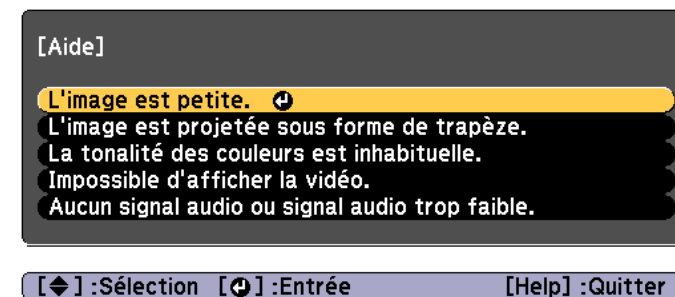 [Aide]
L'image est petite.
L'image est projetée sous forme de trapèze.
La tonalité des couleurs est inhabituelle.
Impossible d'afficher la vidéo.
Aucun signal audio ou signal audio trop faible.
[◆] :Sélection [↵] :Entrée [Help] :Quitter